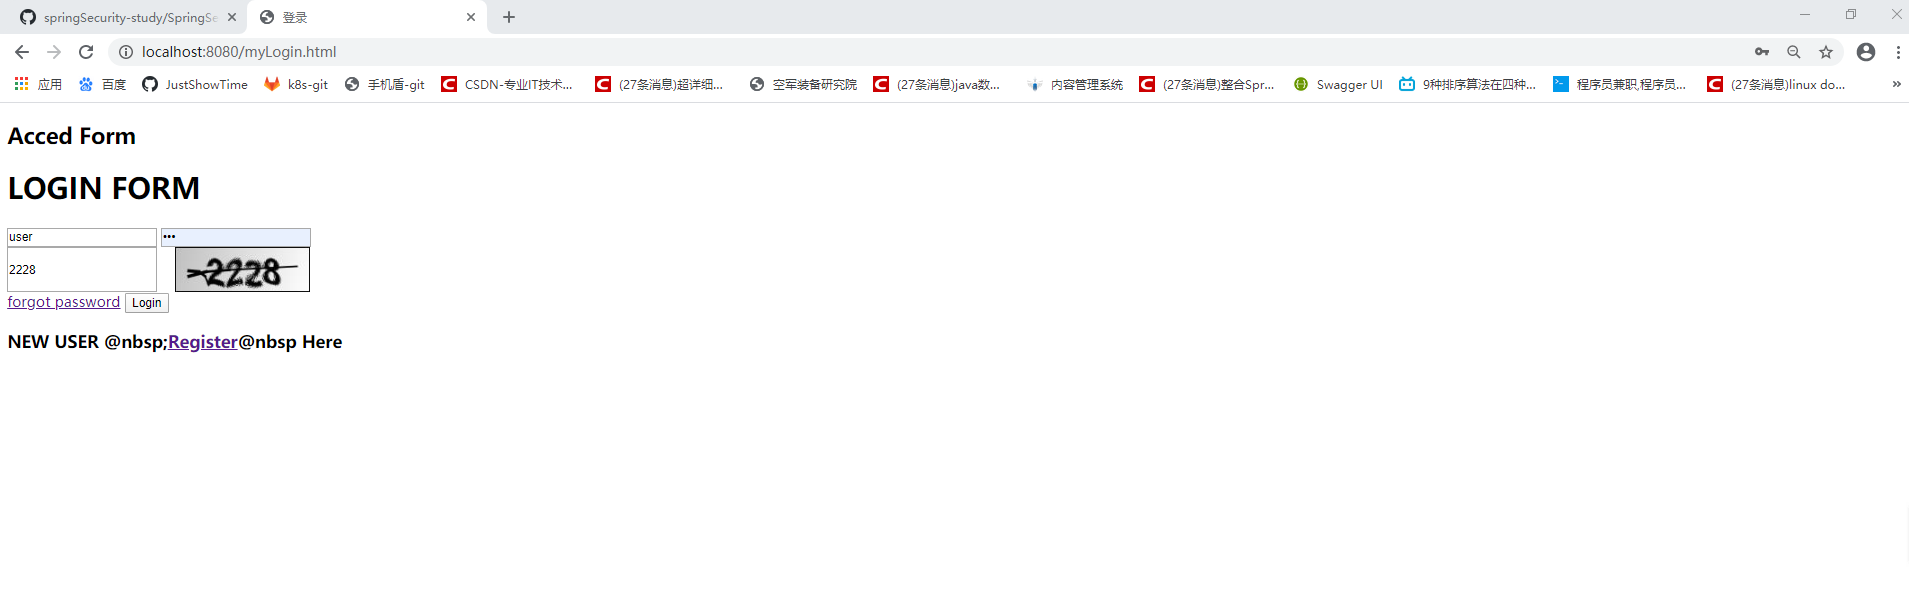 springSecurity-study/SpringSe
登录
localhost:8080/myLogin.html
应用 百度 JustShowTime k8s-git 手机盾-git CSDN-专业IT技术... (27条消息)超详细... 空军装备研究院 (27条消息)java数... 内容管理系统 (27条消息)整合Spr... Swagger UI 9种排序算法在四种... 程序员兼职,程序员... (27条消息)linux do... »
Acced Form
LOGIN FORM
user •••
2228 2228
forgot password Login
NEW USER @nbsp;Register@nbsp Here